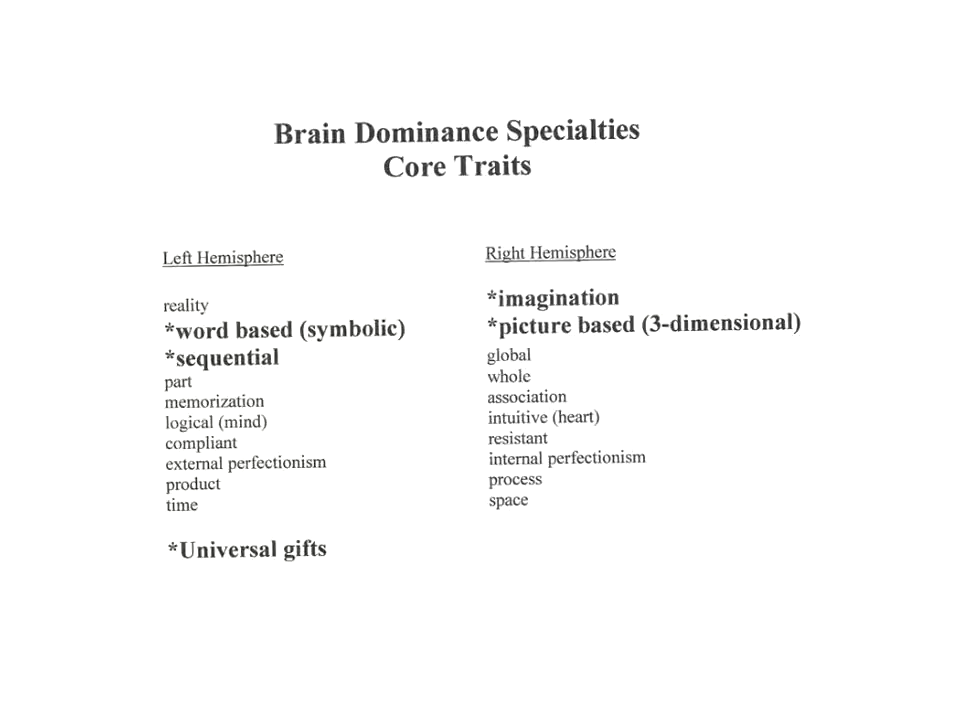 Brain Dominance Specialties
Core Traits
Left Hemisphere
reality
*word based (symbolic)
*sequential
part
memorization
logical (mind)
compliant
external perfectionism
product
time
*Universal gifts
Right Hemisphere
*imagination
*picture based (3-dimensional)
global
whole
association
intuitive (heart)
resistant
internal perfectionism
process
space